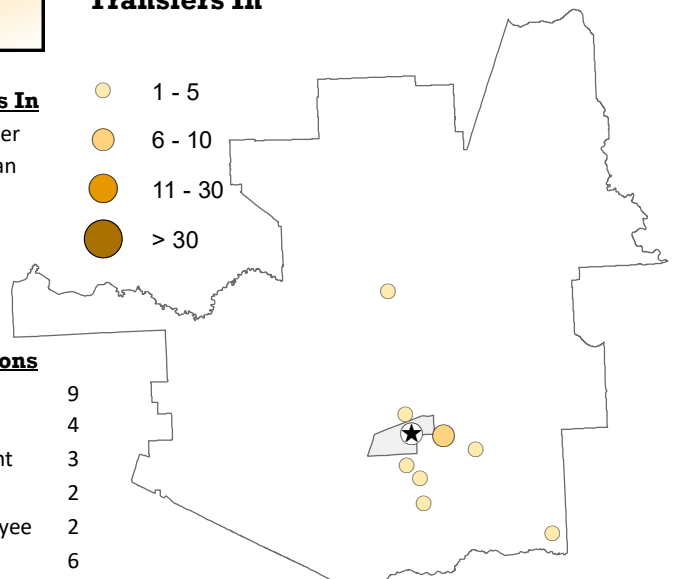 Transfers In
1 - 5
s In
er
6 - 10
an
11 - 30
> 30
ons
9
4
nt 3
2
yee 2
6